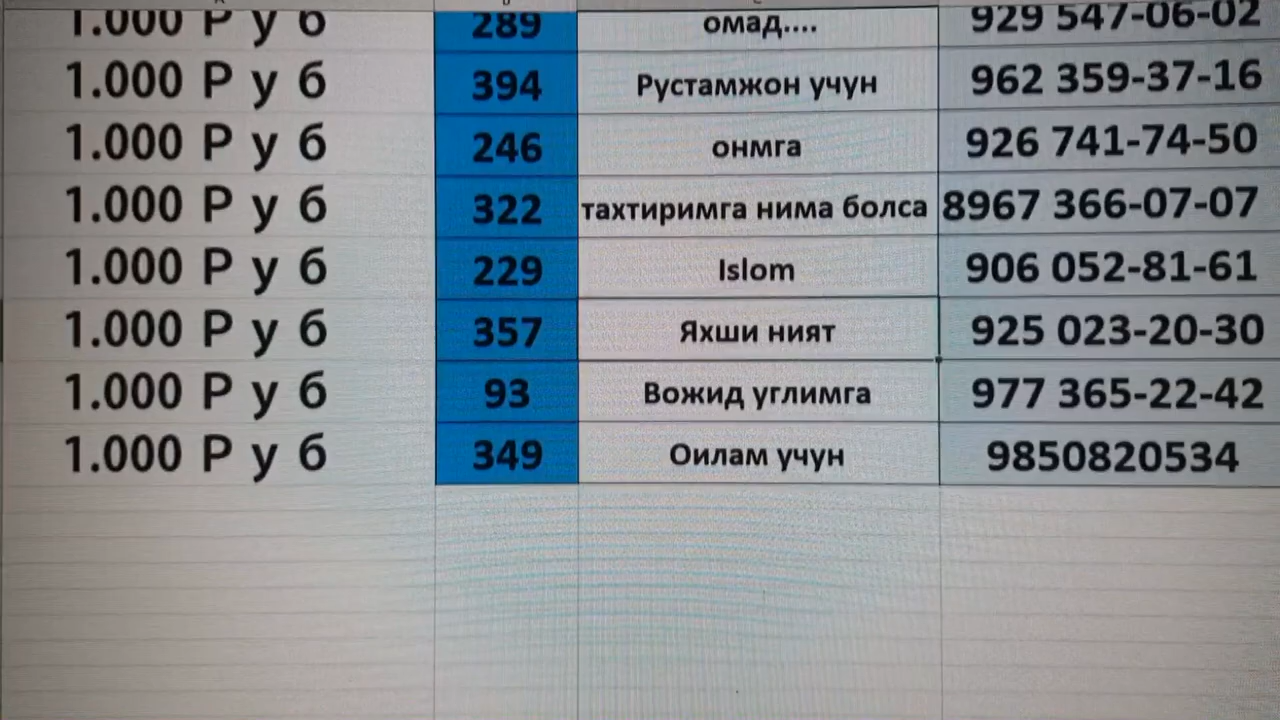 1.000 Р у б 289 омад.... 929 547-06-02
1.000 Р у б 394 Рустамжон учун 962 359-37-16
1.000 Р у б 246 онмга 926 741-74-50
1.000 Р у б 322 тахтиримга нима болса 8967 366-07-07
1.000 Р у б 229 Islom 906 052-81-61
1.000 Р у б 357 Яхши ният 925 023-20-30
1.000 Р у б 93 Вожид углимга 977 365-22-42
1.000 Р у б 349 Оилам учун 9850820534